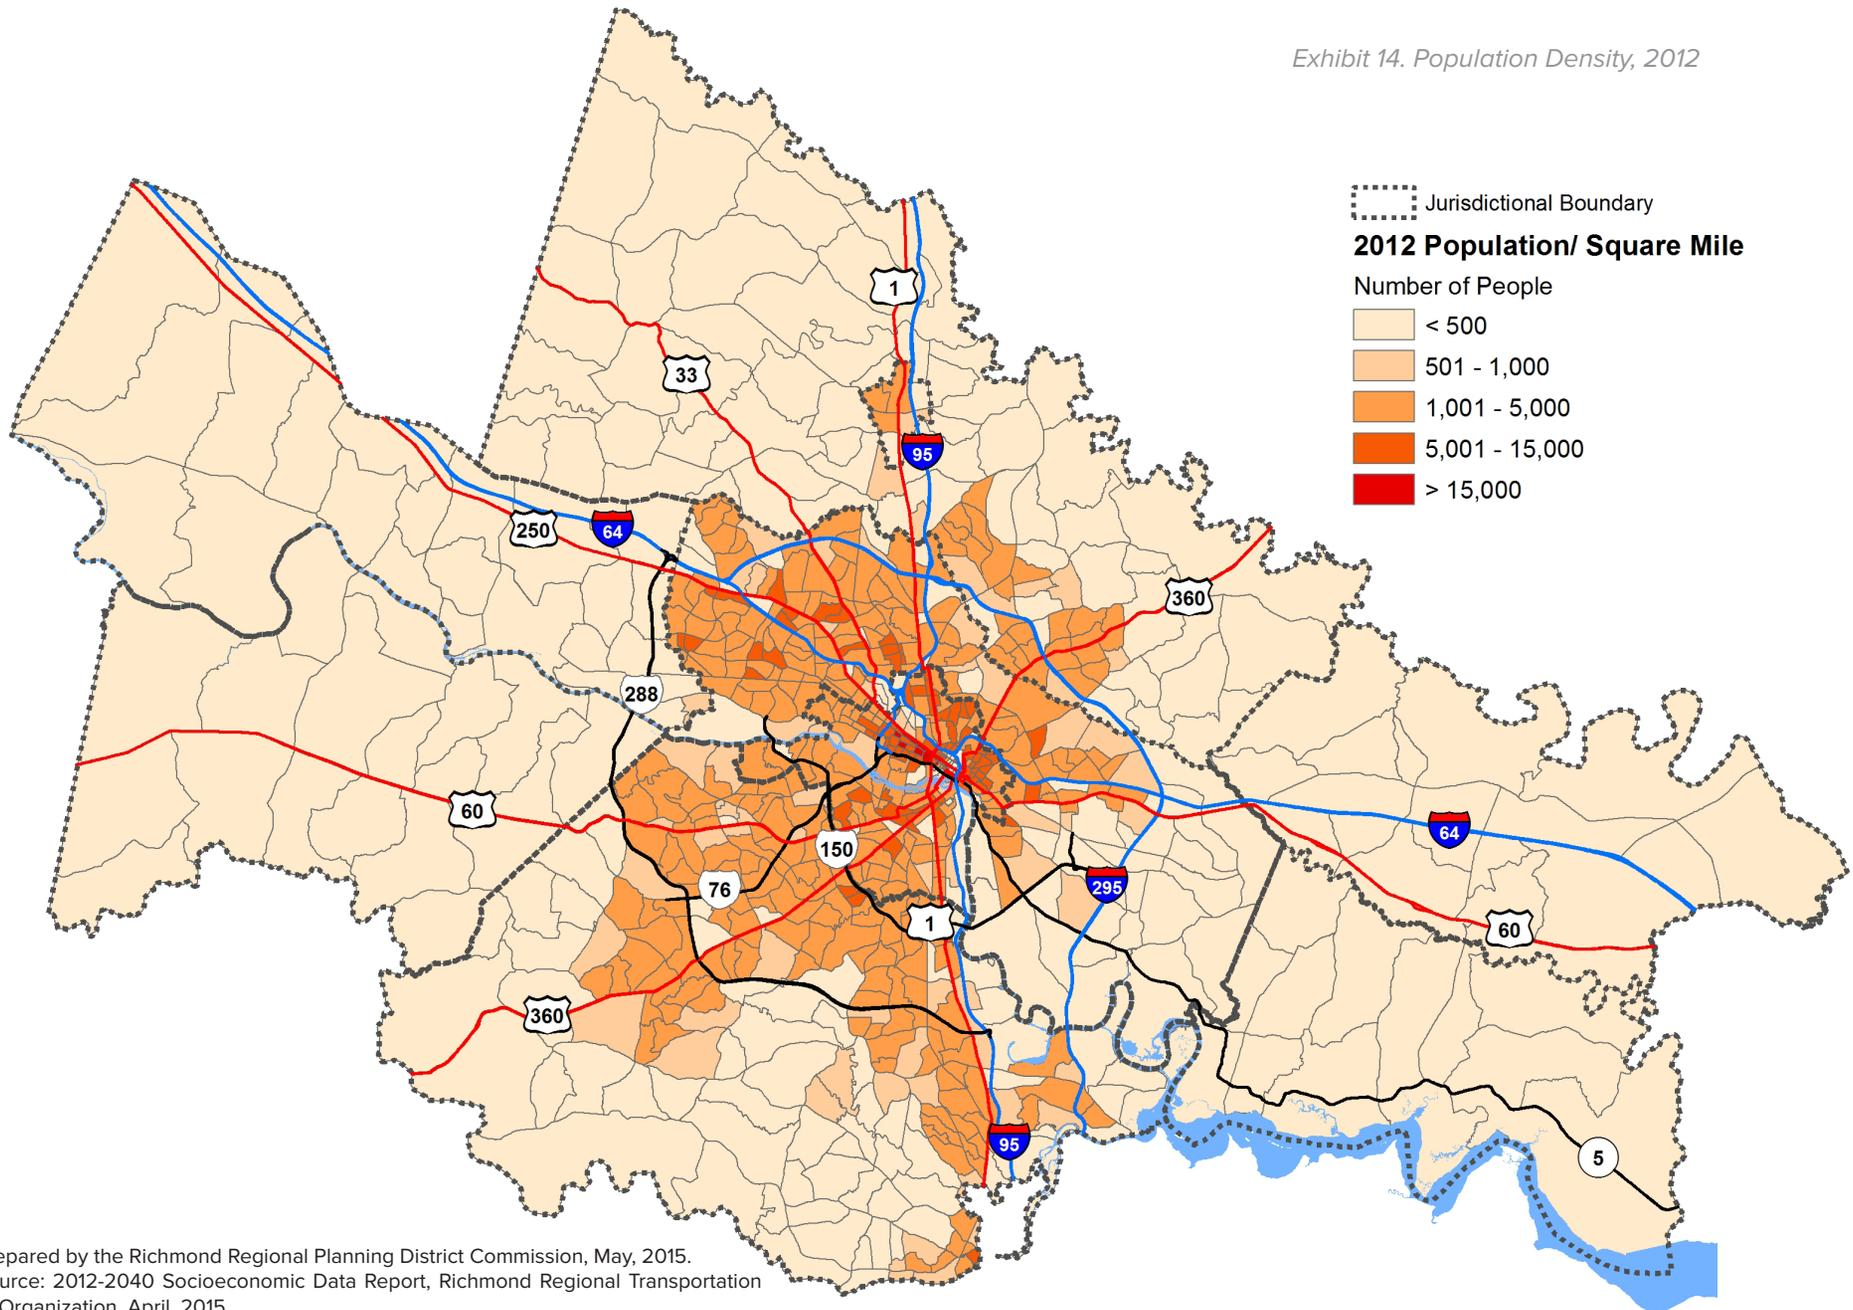 Exhibit 14. Population Density, 2012
Jurisdictional Boundary
2012 Population/ Square Mile
Number of People
< 500
501 - 1,000
1,001 - 5,000
5,001 - 15,000
> 15,000
1
33
95
250
64
360
288
60
150
64
76
295
1
60
360
95
5
epared by the Richmond Regional Planning District Commission, May, 2015.
urce: 2012-2040 Socioeconomic Data Report, Richmond Regional Transportation
Organization, April, 2015